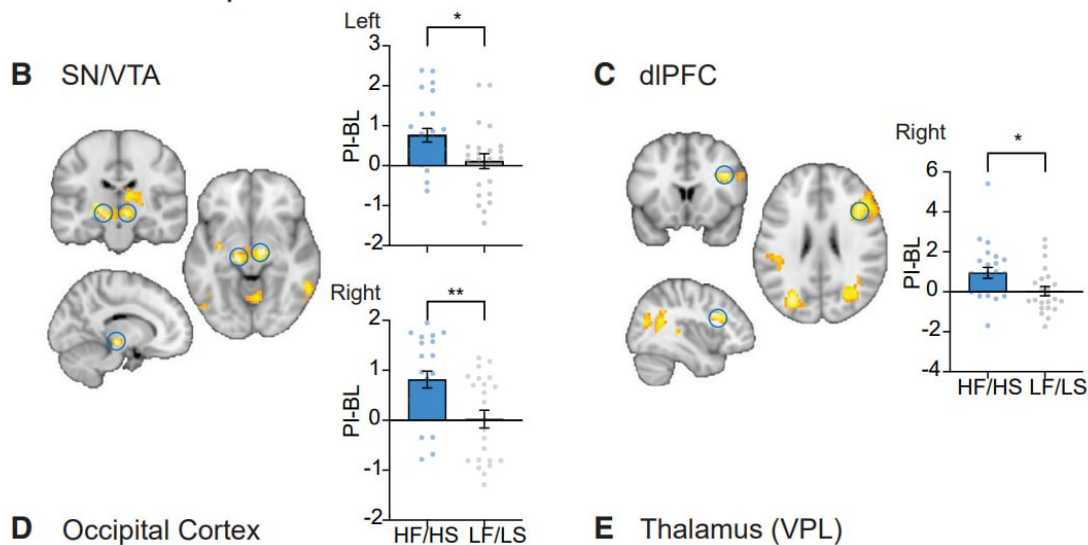 B SN/VTA
Left
*
3
2
1
0
-1
-2
PI-BL
Right
**
2
1
0
-1
-2
PI-BL
HF/HS LF/LS
C dlPFC
Right
*
6
4
2
0
-2
-4
PI-BL
HF/HS LF/LS
D Occipital Cortex
E Thalamus (VPL)